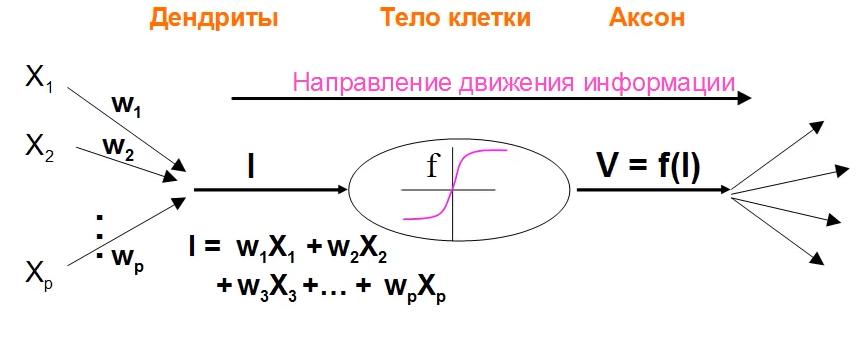 Дендриты Тело клетки Аксон
Направление движения информации
X1
w1
X2
w2
I
f
V = f(I)
⋮
wp
Xp
I = w1X1 + w2X2
+ w3X3 +… + wpXp